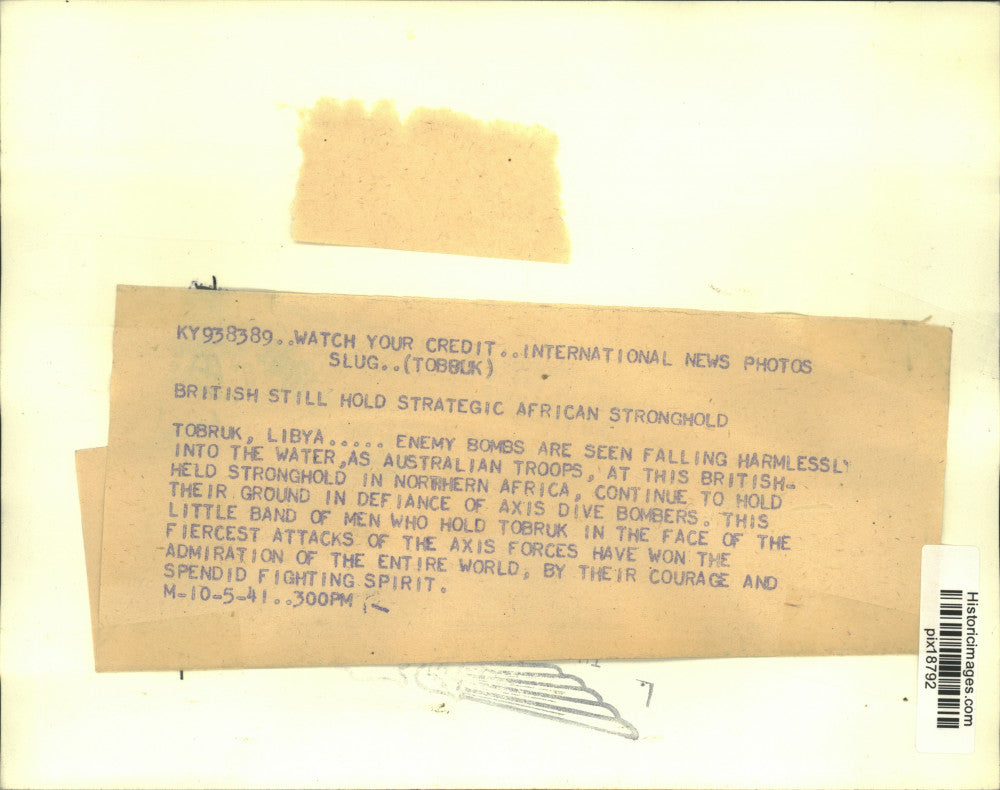 KY938389..WATCH YOUR CREDIT..INTERNATIONAL NEWS PHOTOS
SLUG..(TOBBUK)
BRITISH STILL HOLD STRATEGIC AFRICAN STRONGHOLD
TOBRUK, LIBYA..... ENEMY BOMBS ARE SEEN FALLING HARMLESSLY
INTO THE WATER,AS AUSTRALIAN TROOPS, AT THIS BRITISH-
HELD STRONGHOLD IN NORTHERN AFRICA, CONTINUE TO HOLD
THEIR GROUND IN DEFIANCE OF AXIS DIVE BOMBERS. THIS
LITTLE BAND OF MEN WHO HOLD TOBRUK IN THE FACE OF THE
FIERCEST ATTACKS OF THE AXIS FORCES HAVE WON THE
ADMIRATION OF THE ENTIRE WORLD, BY THEIR COURAGE AND
SPENDID FIGHTING SPIRIT.
M-10-5-41..300PM
7
Historicimages.com
pix18792